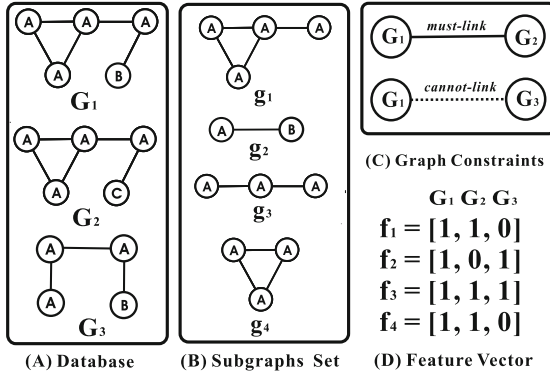 A A A
A B
G1
A A A
A C
G2
A A
A B
G3
(A) Database
A A A
A
g1
A B
g2
A A A
g3
A A
A
g4
(B) Subgraphs Set
G1 must-link G2
G1 cannot-link G3
(C) Graph Constraints
G1 G2 G3
f1 = [1, 1, 0]
f2 = [1, 0, 1]
f3 = [1, 1, 1]
f4 = [1, 1, 0]
(D) Feature Vector